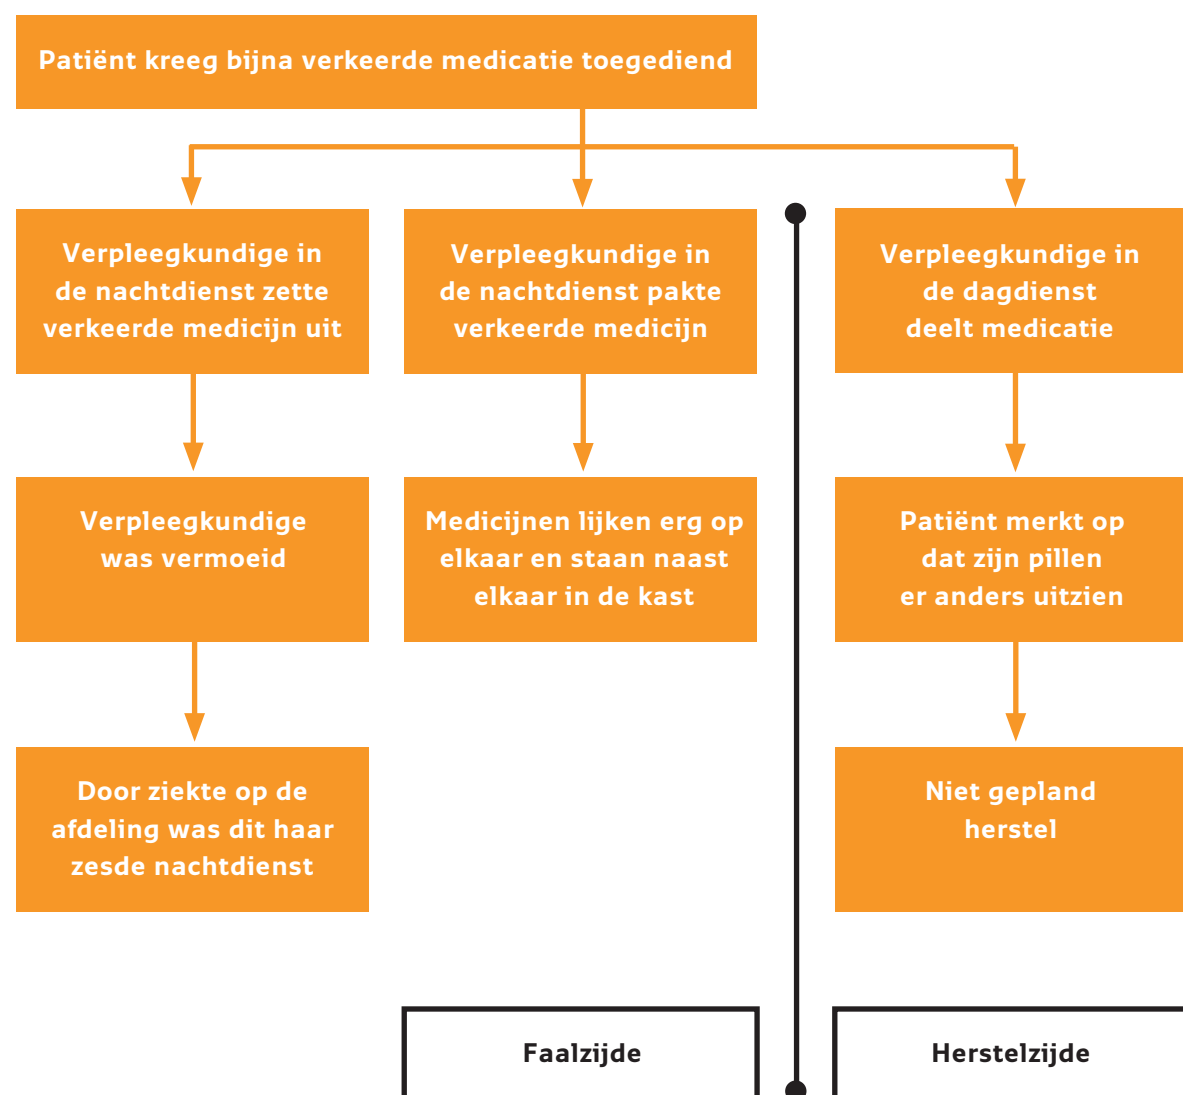 Patiënt kreeg bijna verkeerde medicatie toegediend
Verpleegkundige in
de nachtdienst zette
verkeerde medicijn uit
Verpleegkundige in
de nachtdienst pakte
verkeerde medicijn
Verpleegkundige in
de dagdienst
deelt medicatie
Verpleegkundige
was vermoeid
Medicijnen lijken erg op
elkaar en staan naast
elkaar in de kast
Patiënt merkt op
dat zijn pillen
er anders uitzien
Door ziekte op de
afdeling was dit haar
zesde nachtdienst
Niet gepland
herstel
Faalzijde
Herstelzijde